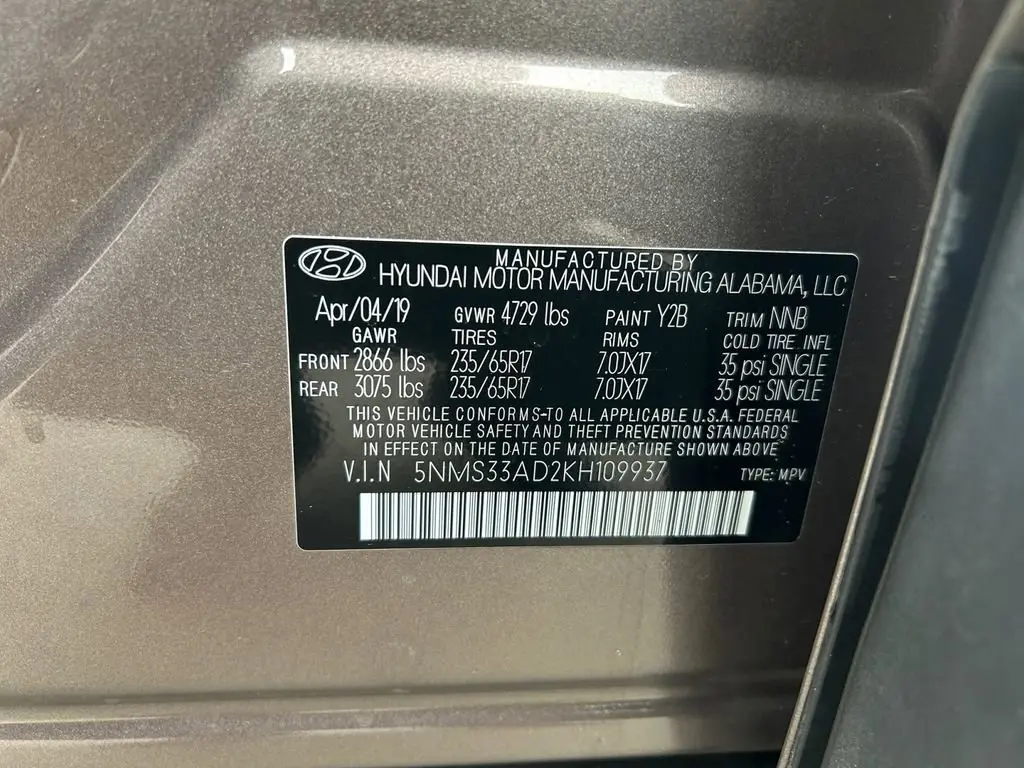 MANUFACTURED BY
HYUNDAI MOTOR MANUFACTURING ALABAMA, LLC
Apr/04/19 GVWR 4729 lbs PAINT Y2B TRIM NNB
GAWR TIRES RIMS COLD TIRE. INFL
FRONT 2866 lbs 235/65R17 7.0JX17 35 psi SINGLE
REAR 3075 lbs 235/65R17 7.0JX17 35 psi SINGLE
THIS VEHICLE CONFORMS-TO ALL APPLICABLE U.S.A. FEDERAL
MOTOR VEHICLE SAFETY AND THEFT PREVENTION STANDARDS
IN EFFECT ON THE DATE OF MANUFACTURE SHOWN ABOVE
V.I.N 5NMS33AD2KH109937 TYPE: MPV